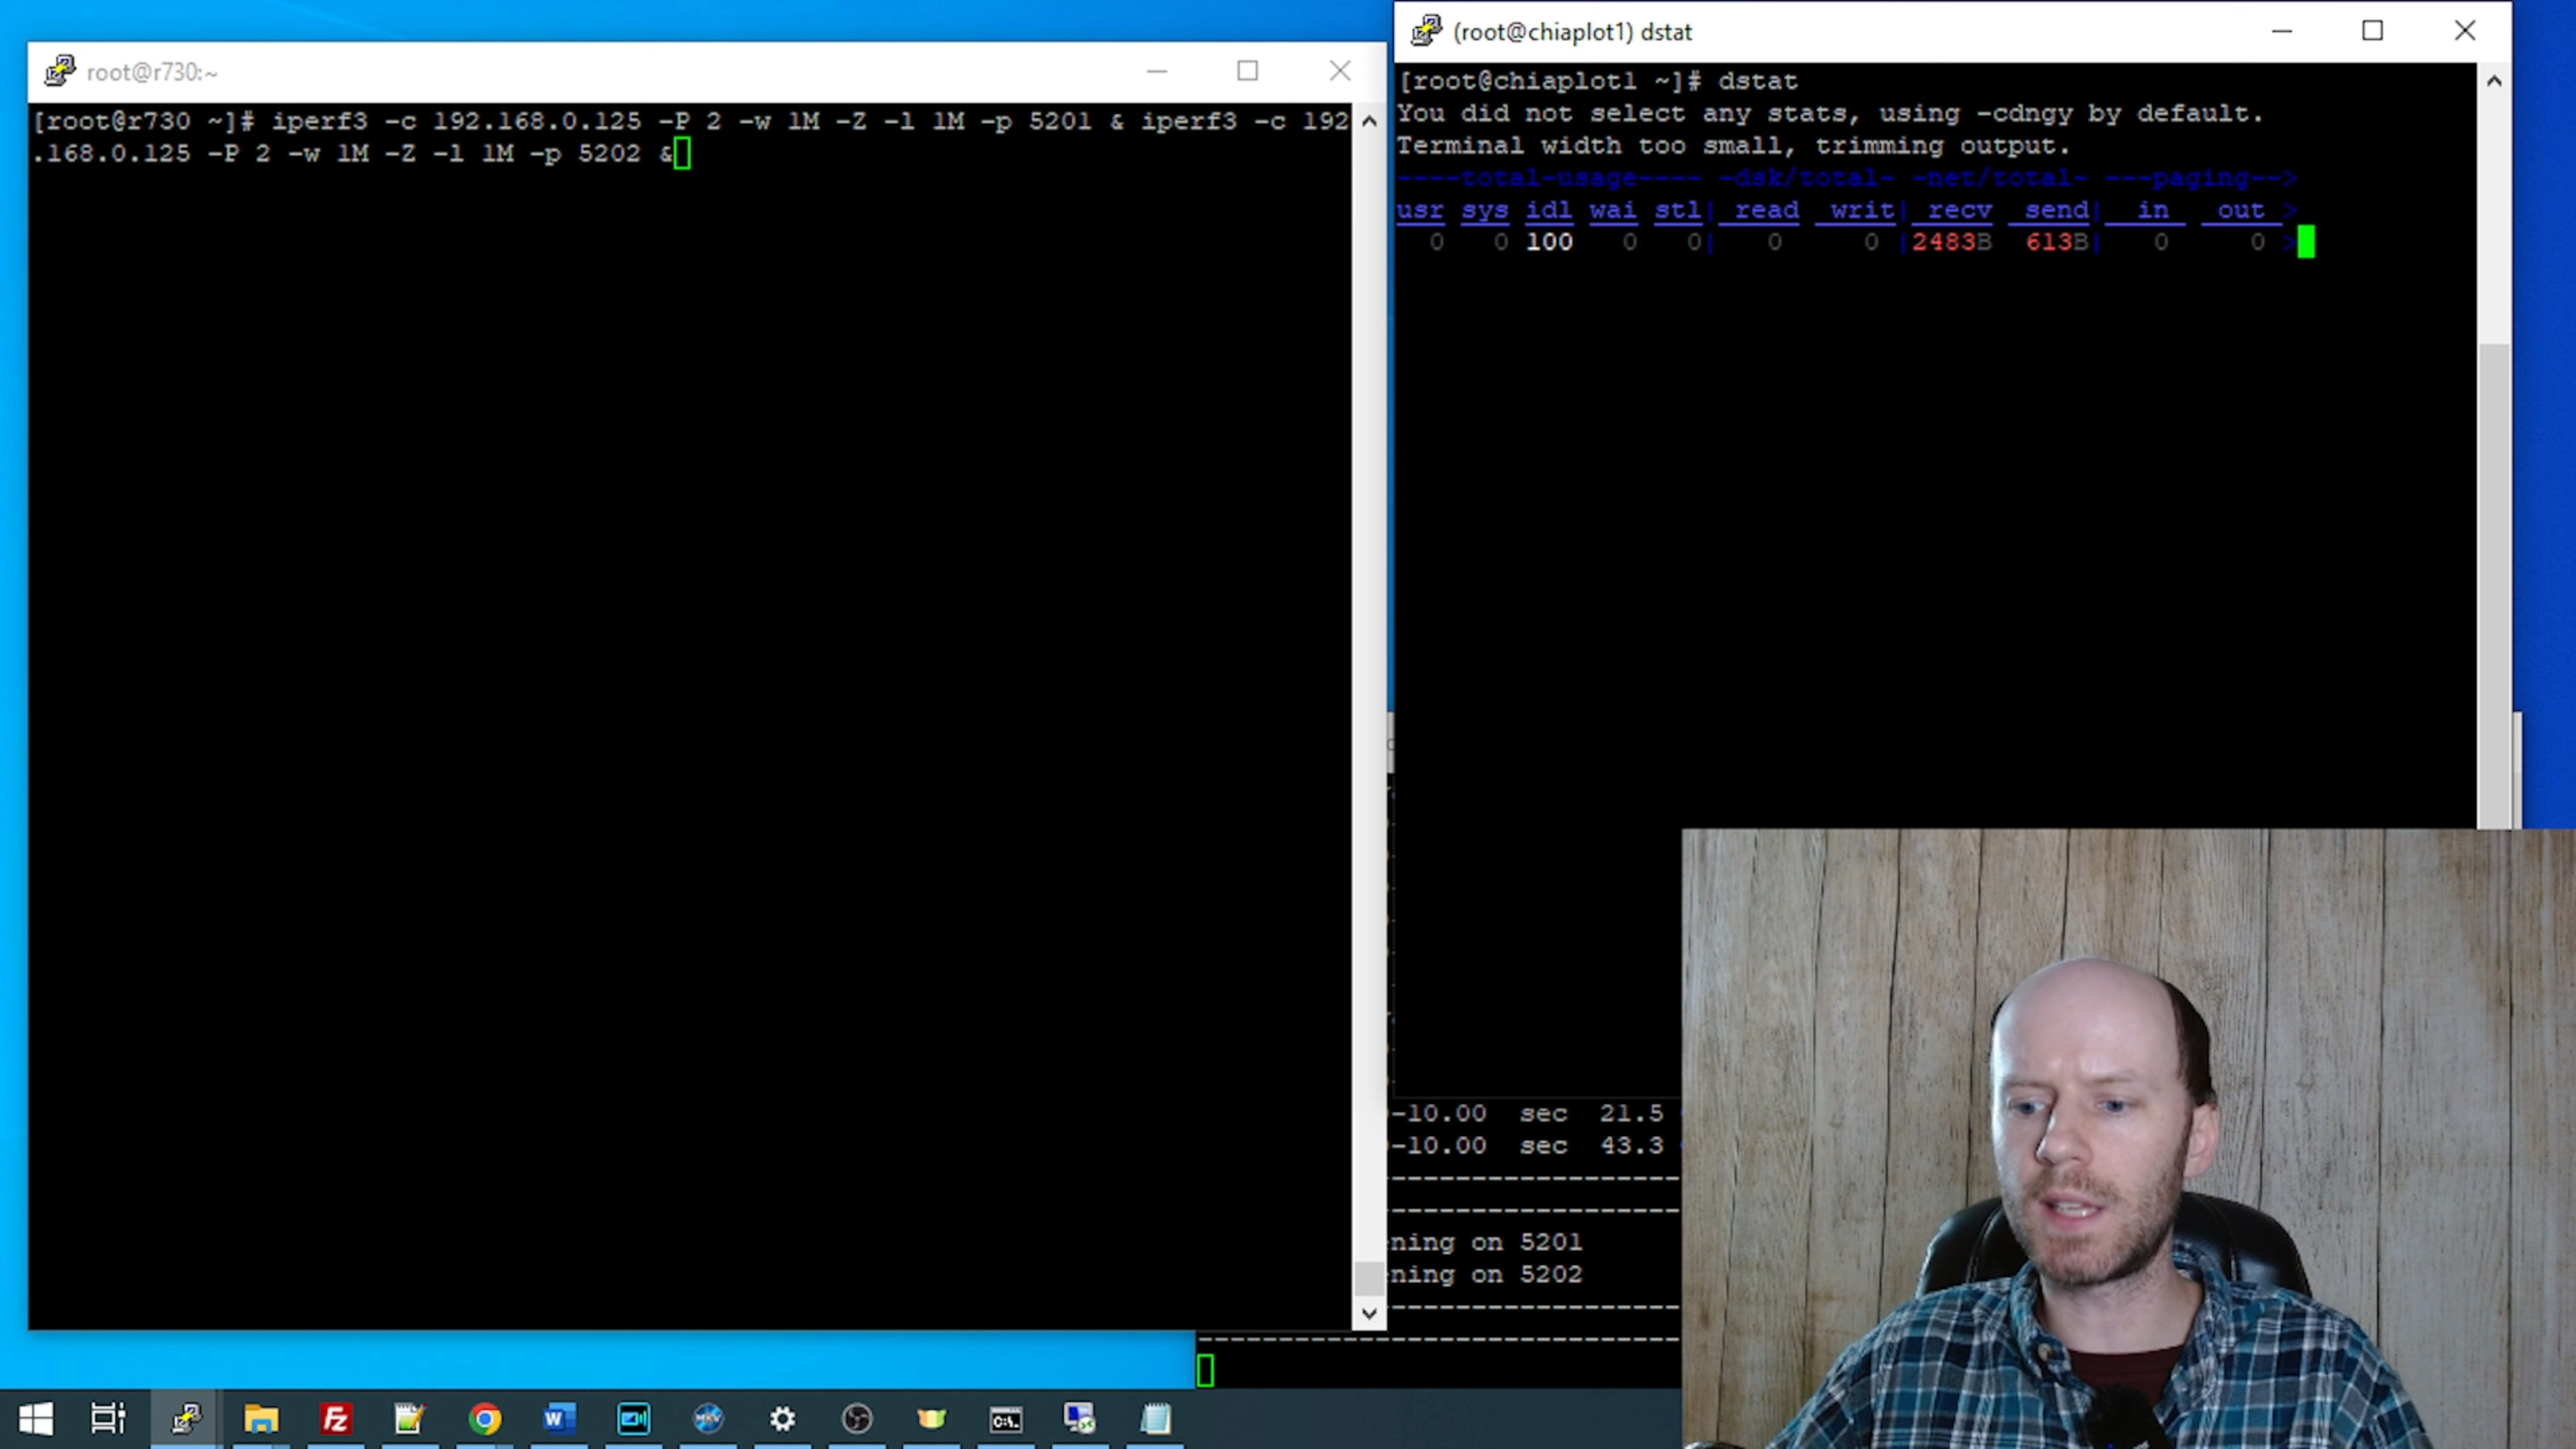 root@r730:~
[root@r730 ~]# iperf3 -c 192.168.0.125 -P 2 -w 1M -Z -l 1M -p 5201 & iperf3 -c 192
.168.0.125 -P 2 -w 1M -Z -l 1M -p 5202 &
(root@chiaplot1) dstat
[root@chiaplot1 ~]# dstat
You did not select any stats, using -cdngy by default.
Terminal width too small, trimming output.
----total-usage---- -dsk/total- -net/total- ---paging-->
usr sys idl wai stl| read writ| recv send| in out >
0 0 100 0 0| 0 0 |2483B 613B| 0 0 >
-10.00 sec 21.5
-10.00 sec 43.3
ning on 5201
ning on 5202
Fz
W
MKV
C:\.